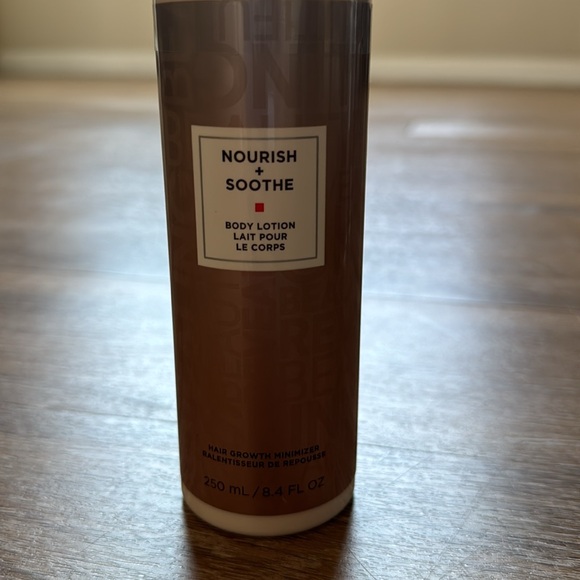 NOURISH
+
SOOTHE
BODY LOTION
LAIT POUR
LE CORPS
HAIR GROWTH MINIMIZER
RALENTISSEUR DE REPOUSSE
250 mL / 8.4 FL OZ